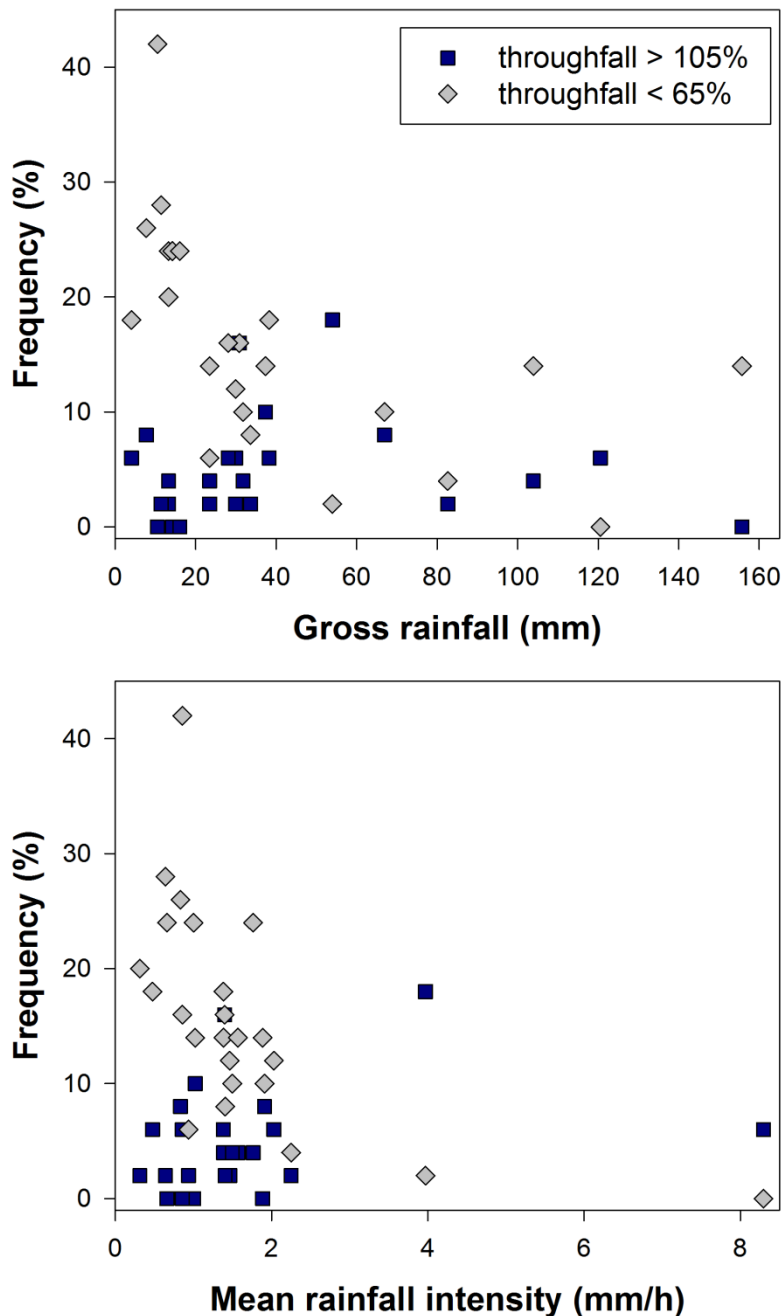 throughfall > 105%
throughfall < 65%
Frequency (%)
40
30
20
10
0
0 20 40 60 80 100 120 140 160
Gross rainfall (mm)
Frequency (%)
40
30
20
10
0
0 2 4 6 8
Mean rainfall intensity (mm/h)